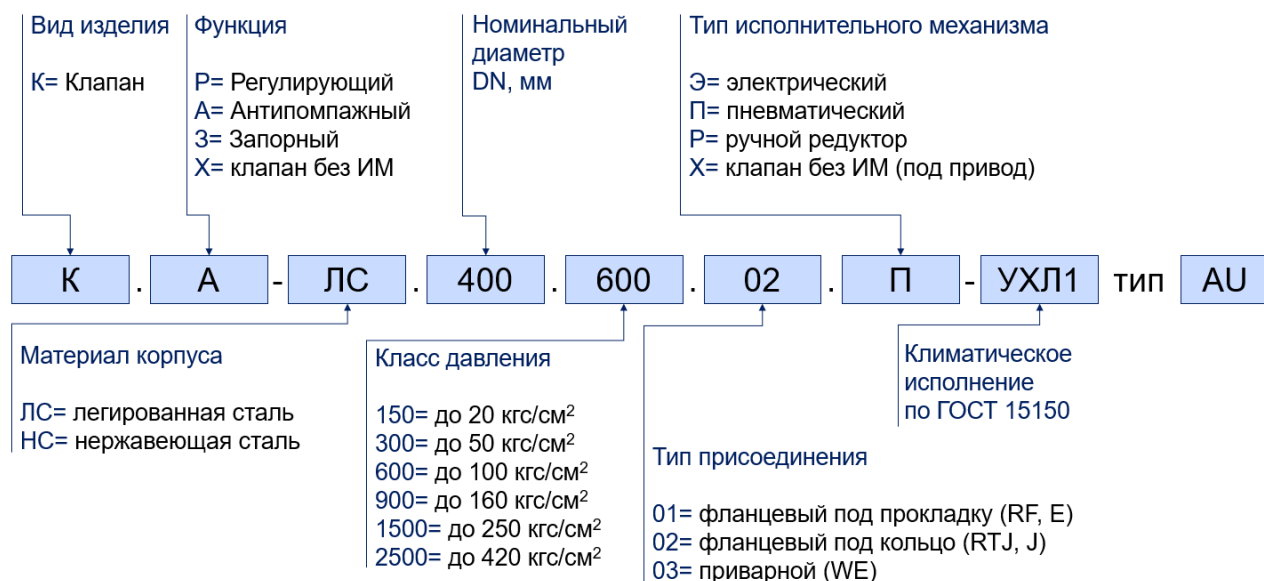 Вид изделия
К= Клапан
Функция
Р= Регулирующий
А= Антипомпажный
З= Запорный
Х= клапан без ИМ
Номинальный
диаметр
DN, мм
Тип исполнительного механизма
Э= электрический
П= пневматический
Р= ручной редуктор
Х= клапан без ИМ (под привод)
К . А - ЛС . 400 . 600 . 02 . П - УХЛ1 тип AU
Материал корпуса
ЛС= легированная сталь
НС= нержавеющая сталь
Класс давления
150= до 20 кгс/см²
300= до 50 кгс/см²
600= до 100 кгс/см²
900= до 160 кгс/см²
1500= до 250 кгс/см²
2500= до 420 кгс/см²
Тип присоединения
01= фланцевый под прокладку (RF, E)
02= фланцевый под кольцо (RTJ, J)
03= приварной (WE)
Климатическое
исполнение
по ГОСТ 15150